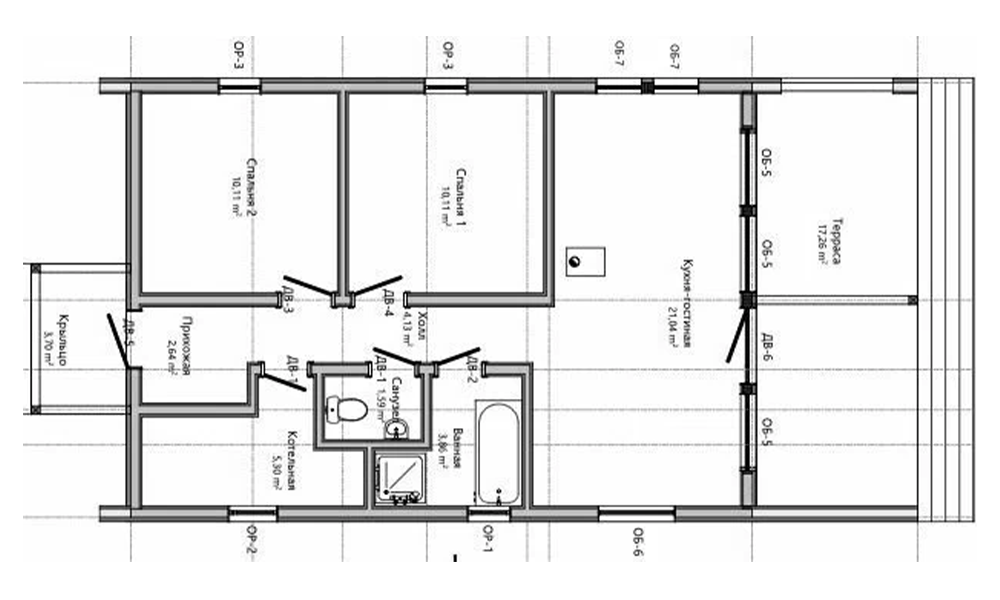 ОР-3
ОР-3
ОБ-7
ОБ-7
Спальня 2
10,11 m²
Спальня 1
10,11 m²
ОБ-5
ОБ-5
Терраса
17,26 m²
Кухня-гостиная
21,04 m²
ДВ-3
ДВ-4
Холл
4,13 m²
Крыльцо
3,70 m²
ДВ-5
Прихожая
2,64 m²
ДВ-1
ДВ-1
ДВ-2
ДВ-6
Санузел
1,59 m²
Котельная
5,30 m²
Ванная
3,86 m²
ОБ-5
ОР-2
ОР-1
ОБ-6